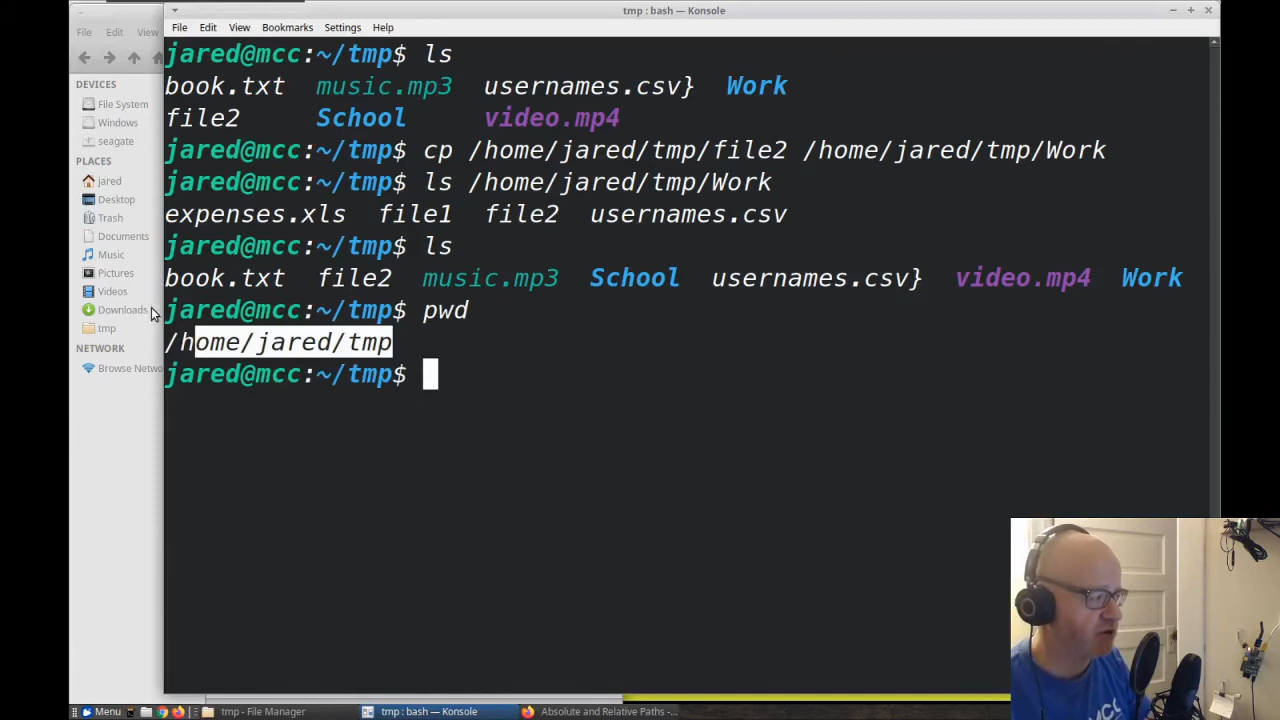 tmp : bash — Konsole
File Edit View
File Edit View Bookmarks Settings Help
DEVICES
File System
Windows
seagate
PLACES
jared
Desktop
Trash
Documents
Music
Pictures
Videos
Downloads
tmp
NETWORK
Browse Netwo
jared@mcc:~/tmp$ ls
book.txt music.mp3 usernames.csv} Work
file2 School video.mp4
jared@mcc:~/tmp$ cp /home/jared/tmp/file2 /home/jared/tmp/Work
jared@mcc:~/tmp$ ls /home/jared/tmp/Work
expenses.xls file1 file2 usernames.csv
jared@mcc:~/tmp$ ls
book.txt file2 music.mp3 School usernames.csv} video.mp4 Work
jared@mcc:~/tmp$ pwd
/home/jared/tmp
jared@mcc:~/tmp$
Menu tmp - File Manager tmp : bash — Konsole Absolute and Relative Paths -...